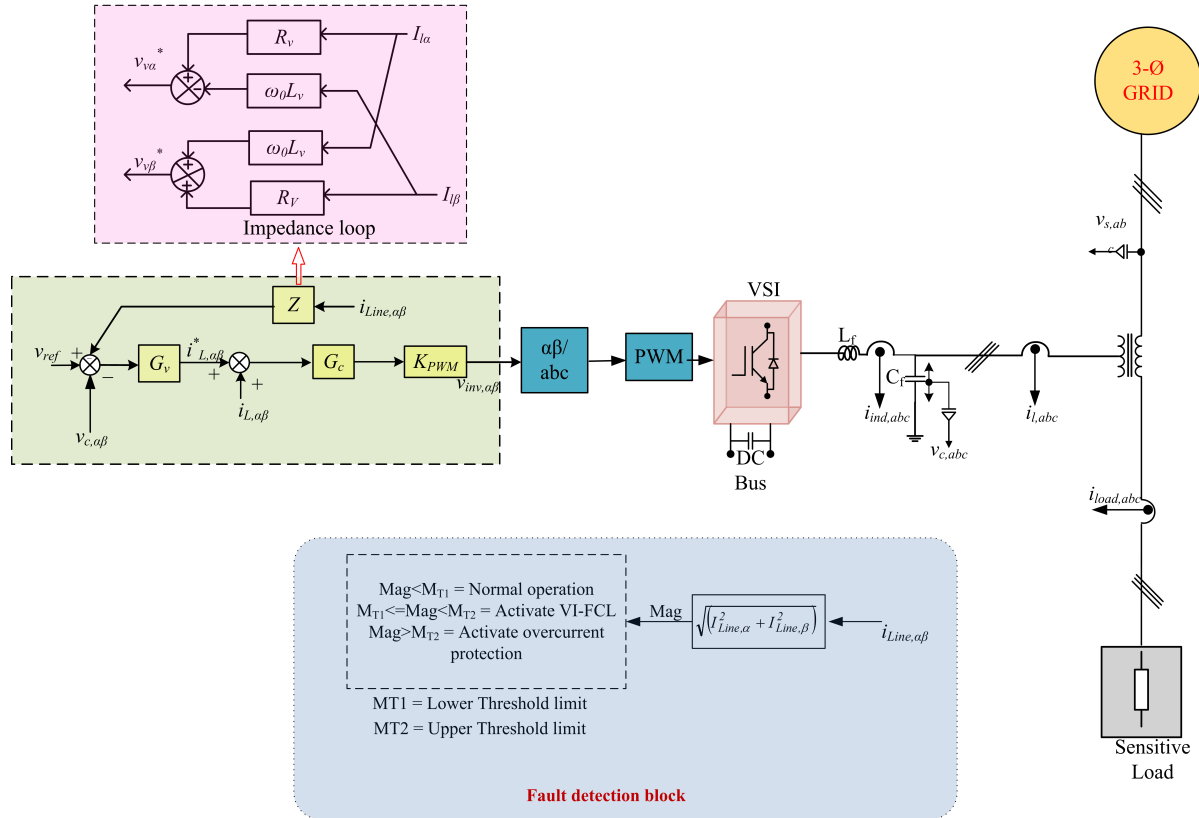 R_v
I_lα
v_vα*
ω₀L_v
ω₀L_v
v_vβ*
R_V
I_lβ
Impedance loop
3-Ø
GRID
v_s,ab
c
Z
i_Line,αβ
v_ref
G_v
i*_L,αβ
G_c
K_PWM
v_inv,αβ
i_L,αβ
v_c,αβ
αβ/
abc
PWM
VSI
DC
Bus
L_f
C_f
i_ind,abc
v_c,abc
i_l,abc
i_load,abc
Mag<M_T1 = Normal operation
M_T1<=Mag<M_T2 = Activate VI-FCL
Mag>M_T2 = Activate overcurrent
protection
Mag
√(I²_Line,α + I²_Line,β)
i_Line,αβ
MT1 = Lower Threshold limit
MT2 = Upper Threshold limit
Fault detection block
Sensitive
Load